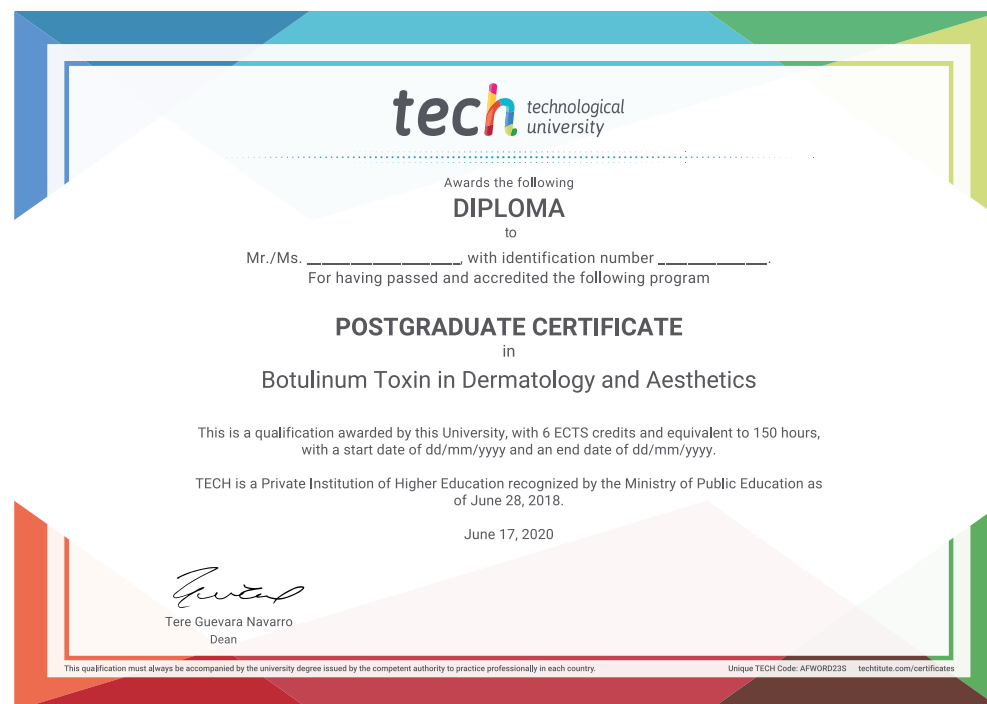 tech technological
university
Awards the following
DIPLOMA
to
Mr./Ms. ____________________, with identification number ______________.
For having passed and accredited the following program
POSTGRADUATE CERTIFICATE
in
Botulinum Toxin in Dermatology and Aesthetics
This is a qualification awarded by this University, with 6 ECTS credits and equivalent to 150 hours,
with a start date of dd/mm/yyyy and an end date of dd/mm/yyyy.
TECH is a Private Institution of Higher Education recognized by the Ministry of Public Education as
of June 28, 2018.
June 17, 2020
Tere Guevara Navarro
Dean
This qualification must always be accompanied by the university degree issued by the competent authority to practice professionally in each country.
Unique TECH Code: AFWORD23S techtitute.com/certificates